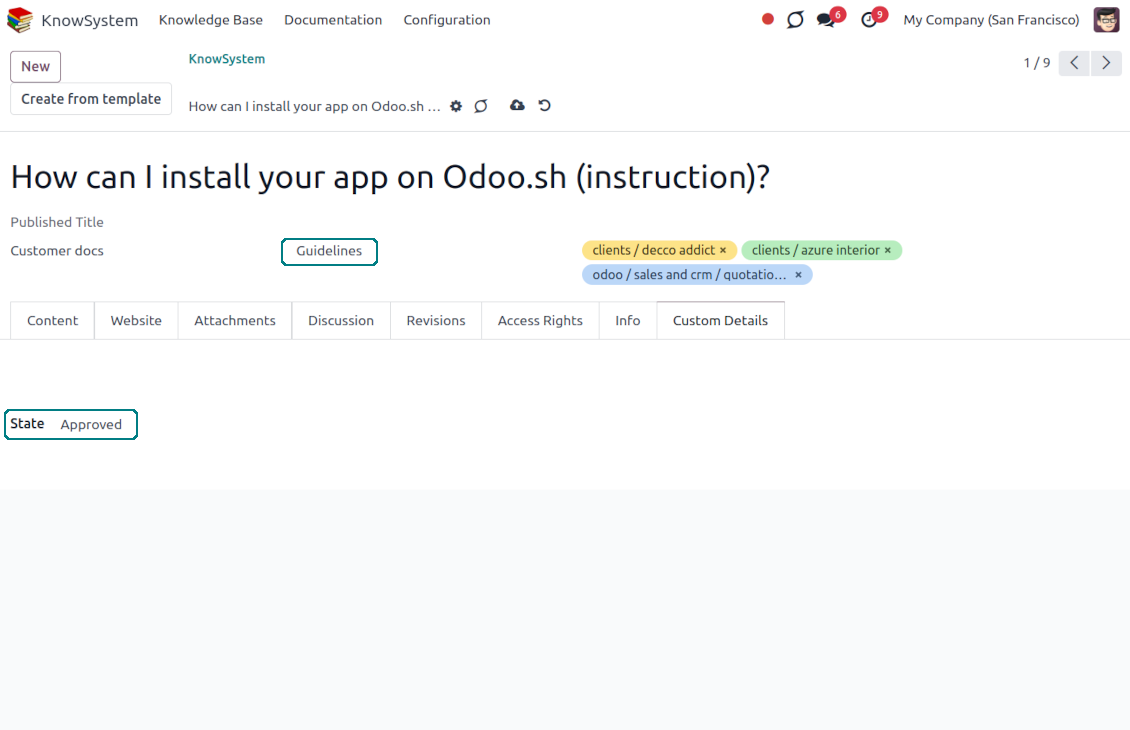 KnowSystem Knowledge Base Documentation Configuration 6 9 My Company (San Francisco)
New
KnowSystem
1 / 9
Create from template
How can I install your app on Odoo.sh ...
How can I install your app on Odoo.sh (instruction)?
Published Title
Customer docs Guidelines clients / decco addict × clients / azure interior ×
odoo / sales and crm / quotatio... ×
Content Website Attachments Discussion Revisions Access Rights Info Custom Details
State Approved